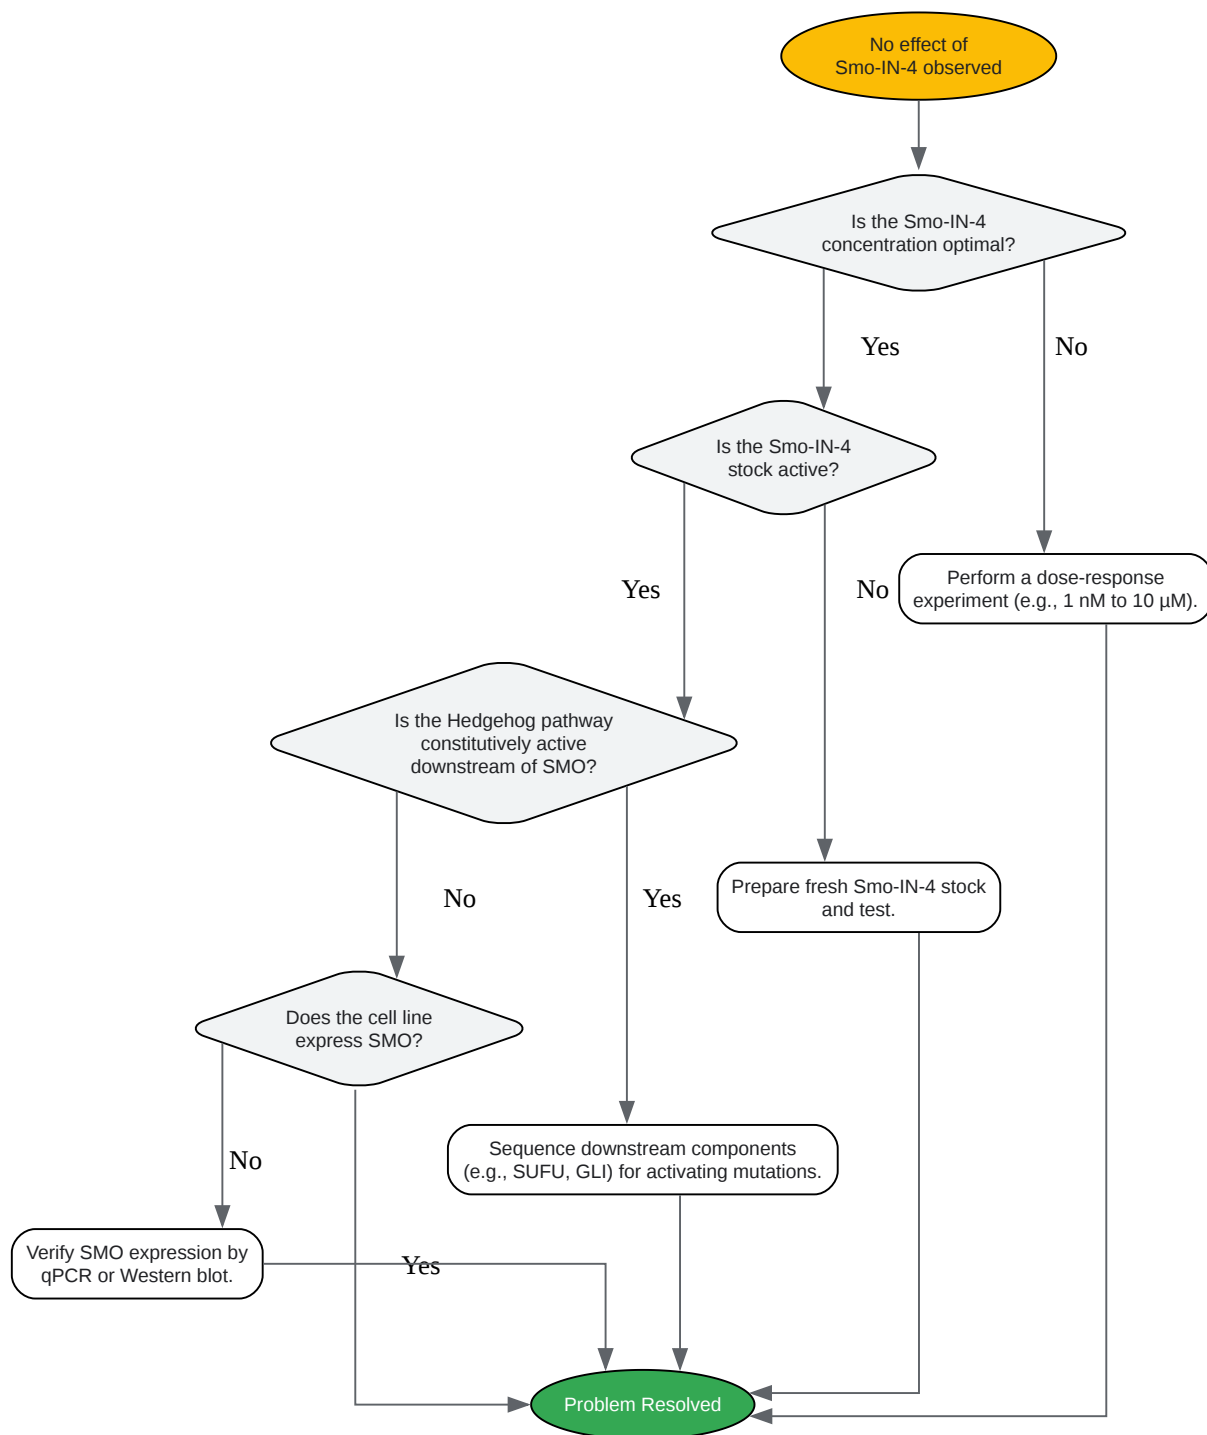 No effect of
Smo-IN-4 observed
Is the Smo-IN-4
concentration optimal?
Yes
No
Is the Smo-IN-4
stock active?
Yes
No
Perform a dose-response
experiment (e.g., 1 nM to 10 µM).
Is the Hedgehog pathway
constitutively active
downstream of SMO?
No
Yes
Prepare fresh Smo-IN-4 stock
and test.
Does the cell line
express SMO?
No
Sequence downstream components
(e.g., SUFU, GLI) for activating mutations.
Verify SMO expression by
qPCR or Western blot.
Yes
Problem Resolved